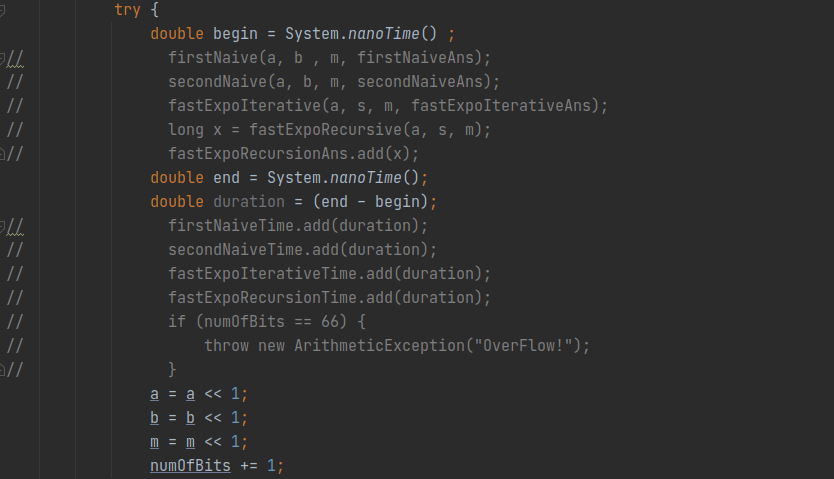 try {
double begin = System.nanoTime() ;
// firstNaive(a, b , m, firstNaiveAns);
// secondNaive(a, b, m, secondNaiveAns);
// fastExpoIterative(a, s, m, fastExpoIterativeAns);
// long x = fastExpoRecursive(a, s, m);
// fastExpoRecursionAns.add(x);
double end = System.nanoTime();
double duration = (end - begin);
// firstNaiveTime.add(duration);
// secondNaiveTime.add(duration);
// fastExpoIterativeTime.add(duration);
// fastExpoRecursionTime.add(duration);
// if (numOfBits == 66) {
// throw new ArithmeticException("OverFlow!");
// }
a = a << 1;
b = b << 1;
m = m << 1;
numOfBits += 1;